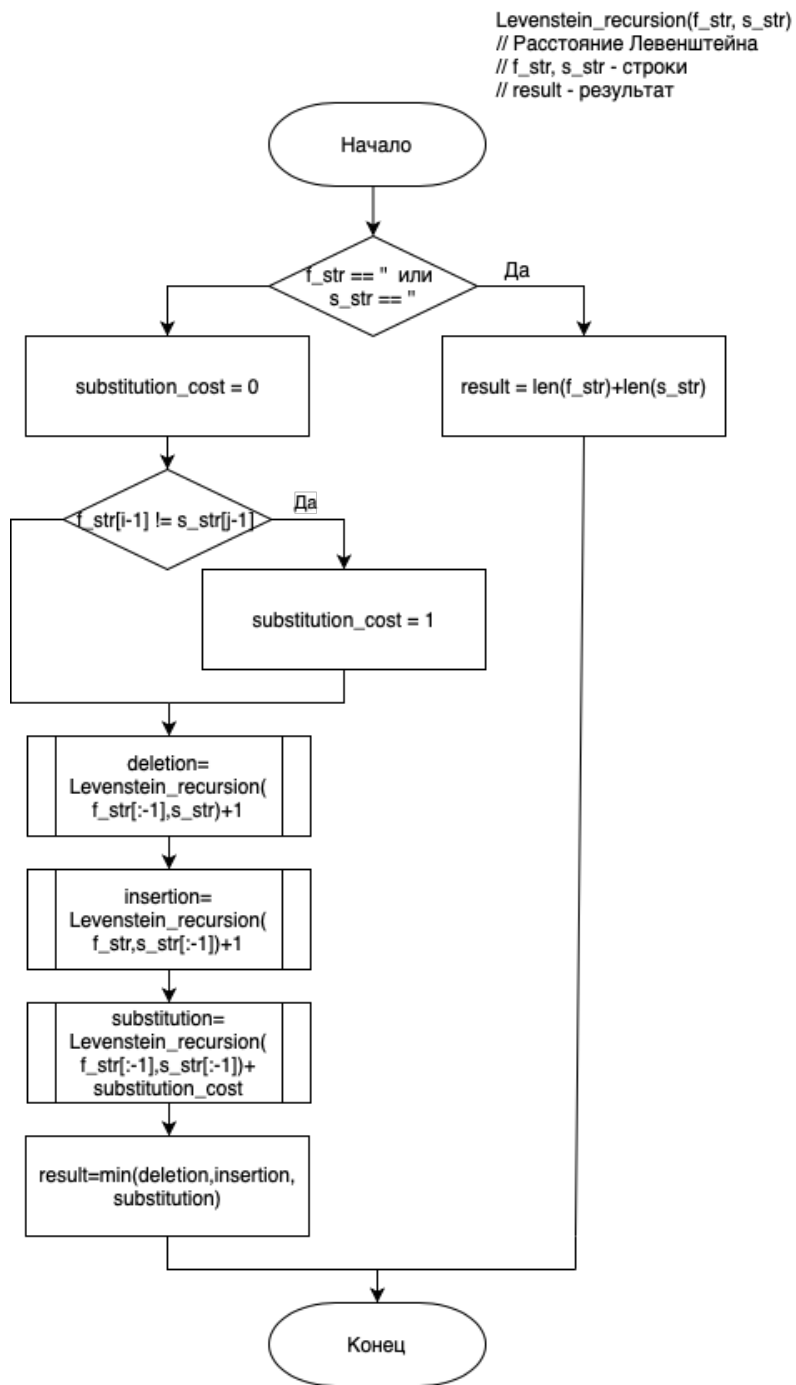 Levenstein_recursion(f_str, s_str)
// Расстояние Левенштейна
// f_str, s_str - строки
// result - результат
Начало
f_str == " или
s_str == "
Да
substitution_cost = 0
result = len(f_str)+len(s_str)
f_str[i-1] != s_str[j-1]
Да
substitution_cost = 1
deletion=
Levenstein_recursion(
f_str[:-1],s_str)+1
insertion=
Levenstein_recursion(
f_str,s_str[:-1])+1
substitution=
Levenstein_recursion(
f_str[:-1],s_str[:-1])+
substitution_cost
result=min(deletion,insertion,
substitution)
Конец